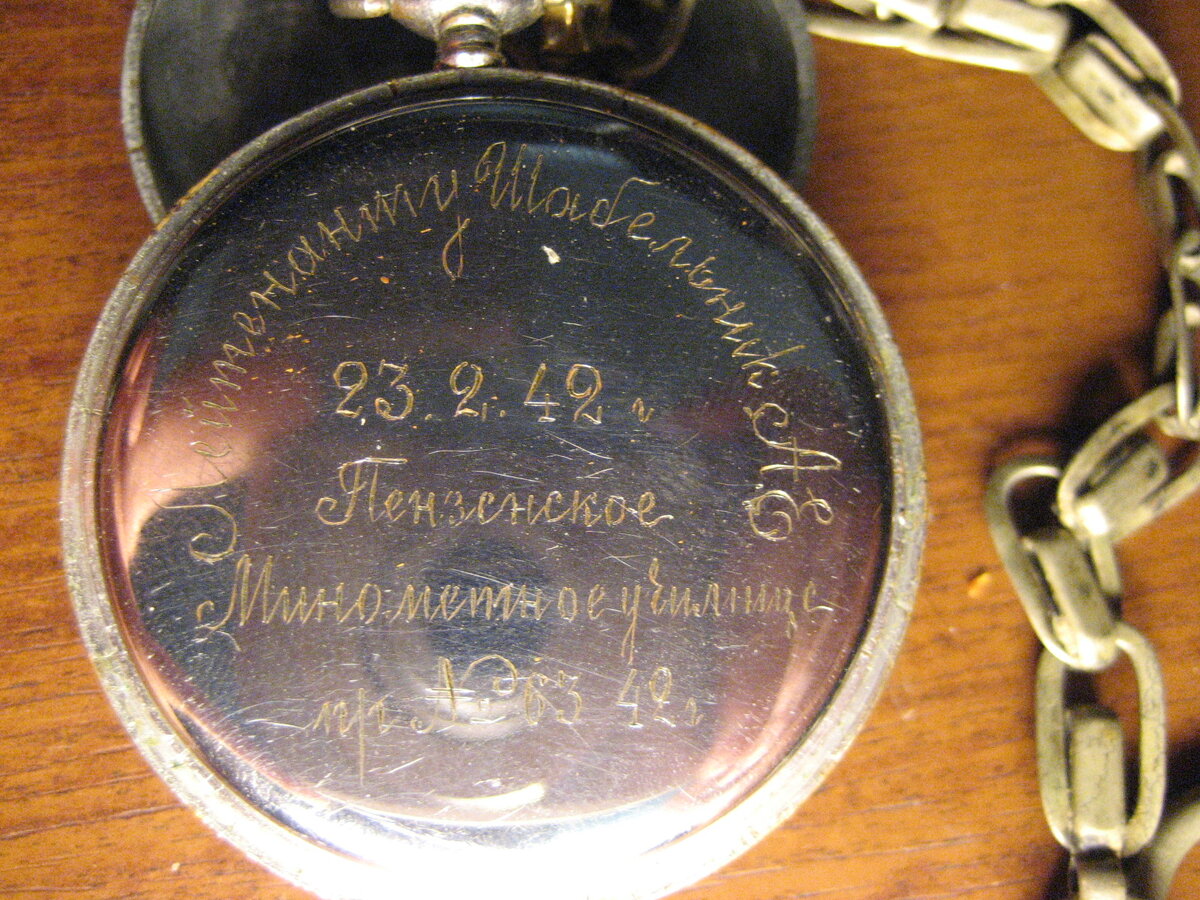 Лейтенанту Шабельник А.Е
23. 2. 42 г
Пензенское
Минометное училище
пр № 63 42 г